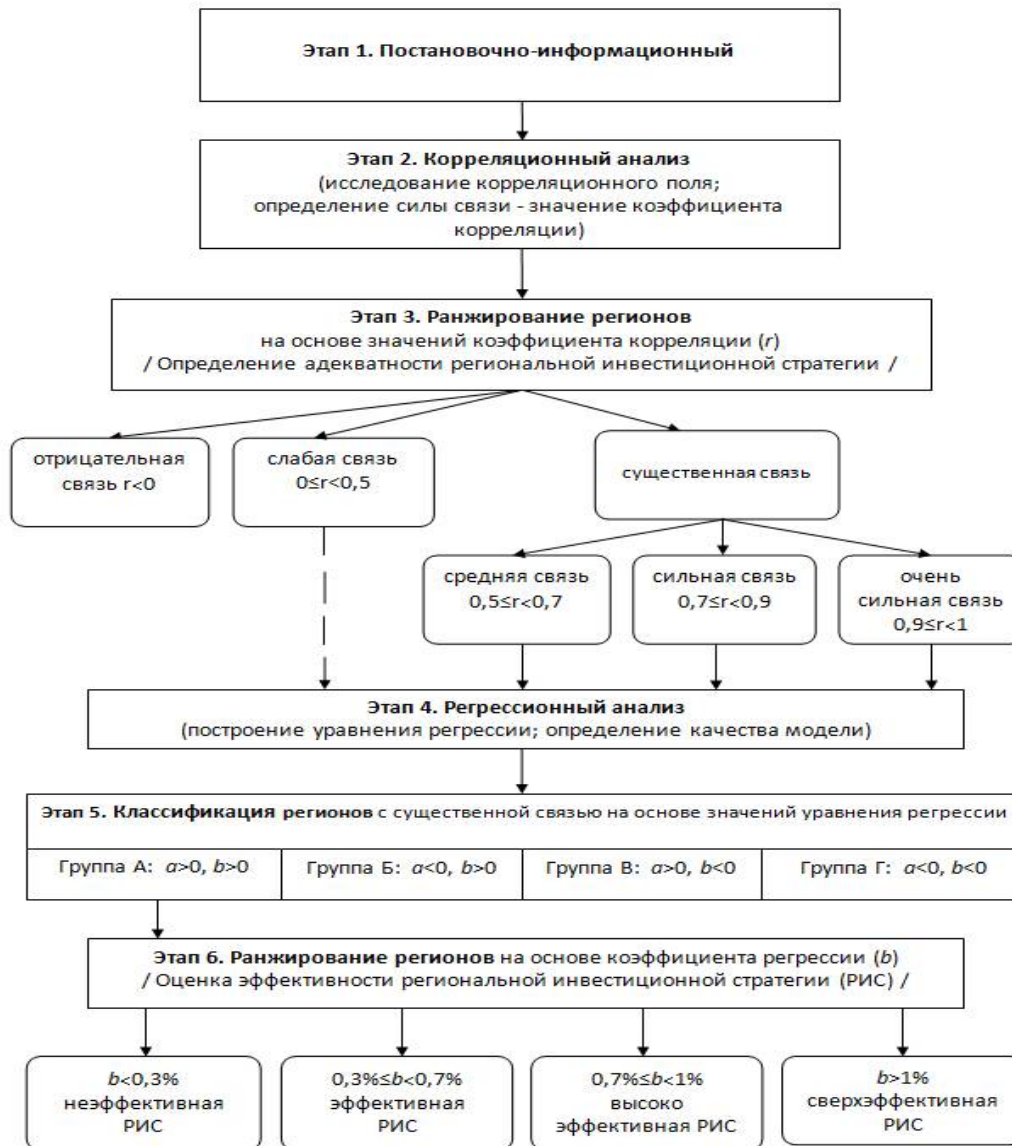 Этап 1. Постановочно-информационный
Этап 2. Корреляционный анализ
(исследование корреляционного поля;
определение силы связи - значение коэффициента
корреляции)
Этап 3. Ранжирование регионов
на основе значений коэффициента корреляции (r)
/ Определение адекватности региональной инвестиционной стратегии /
отрицательная
связь r<0
слабая связь
0≤r<0,5
существенная связь
средняя связь
0,5≤r<0,7
сильная связь
0,7≤r<0,9
очень
сильная связь
0,9≤r<1
Этап 4. Регрессионный анализ
(построение уравнения регрессии; определение качества модели)
Этап 5. Классификация регионов с существенной связью на основе значений уравнения регрессии
Группа А: a>0, b>0
Группа Б: a<0, b>0
Группа В: a>0, b<0
Группа Г: a<0, b<0
Этап 6. Ранжирование регионов на основе коэффициента регрессии (b)
/ Оценка эффективности региональной инвестиционной стратегии (РИС) /
b<0,3%
неэффективная
РИС
0,3%≤b<0,7%
эффективная
РИС
0,7%≤b<1%
высоко
эффективная РИС
b>1%
сверхэффективная
РИС